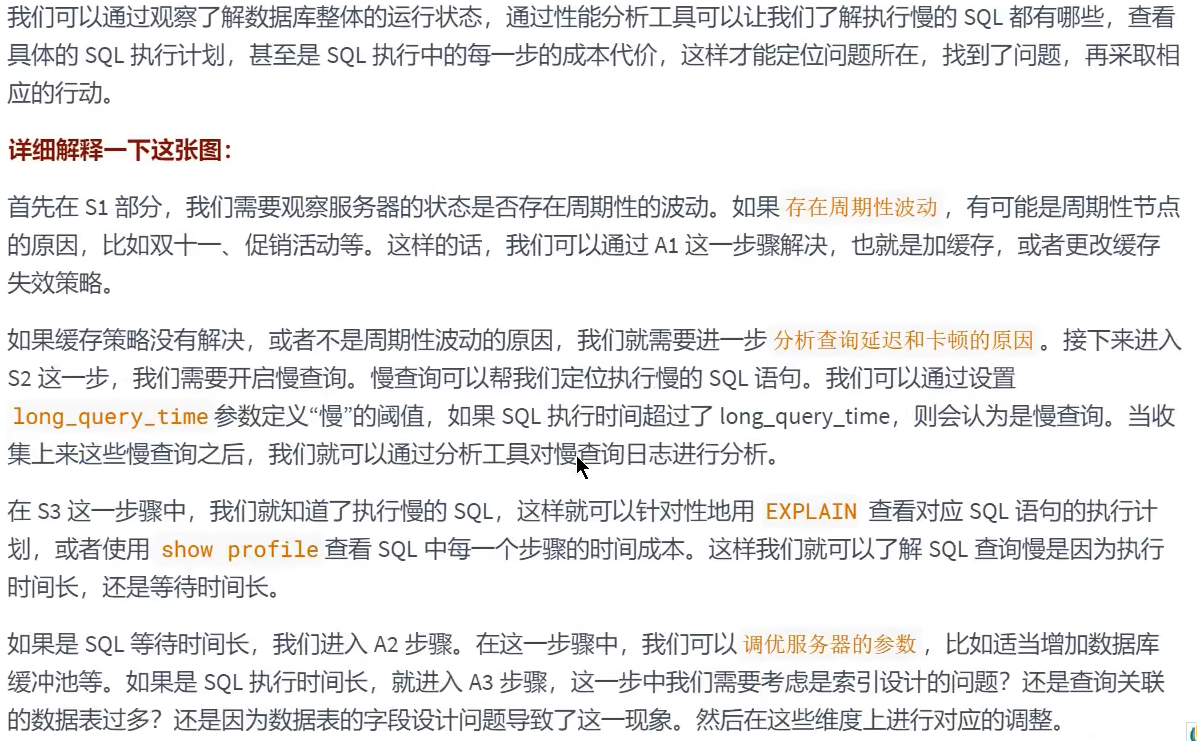 我们可以通过观察了解数据库整体的运行状态，通过性能分析工具可以让我们了解执行慢的 SQL 都有哪些，查看
具体的 SQL 执行计划，甚至是 SQL 执行中的每一步的成本代价，这样才能定位问题所在，找到了问题，再采取相
应的行动。
详细解释一下这张图：
首先在 S1 部分，我们需要观察服务器的状态是否存在周期性的波动。如果 存在周期性波动 ，有可能是周期性节点
的原因，比如双十一、促销活动等。这样的话，我们可以通过 A1 这一步骤解决，也就是加缓存，或者更改缓存
失效策略。
如果缓存策略没有解决，或者不是周期性波动的原因，我们就需要进一步 分析查询延迟和卡顿的原因 。接下来进入
S2 这一步，我们需要开启慢查询。慢查询可以帮我们定位执行慢的 SQL 语句。我们可以通过设置
long_query_time 参数定义“慢”的阈值，如果 SQL 执行时间超过了 long_query_time，则会认为是慢查询。当收
集上来这些慢查询之后，我们就可以通过分析工具对慢查询日志进行分析。
在 S3 这一步骤中，我们就知道了执行慢的 SQL，这样就可以针对性地用 EXPLAIN 查看对应 SQL 语句的执行计
划，或者使用 show profile 查看 SQL 中每一个步骤的时间成本。这样我们就可以了解 SQL 查询慢是因为执行
时间长，还是等待时间长。
如果是 SQL 等待时间长，我们进入 A2 步骤。在这一步骤中，我们可以 调优服务器的参数 ，比如适当增加数据库
缓冲池等。如果是 SQL 执行时间长，就进入 A3 步骤，这一步中我们需要考虑是索引设计的问题？还是查询关联
的数据表过多？还是因为数据表的字段设计问题导致了这一现象。然后在这些维度上进行对应的调整。